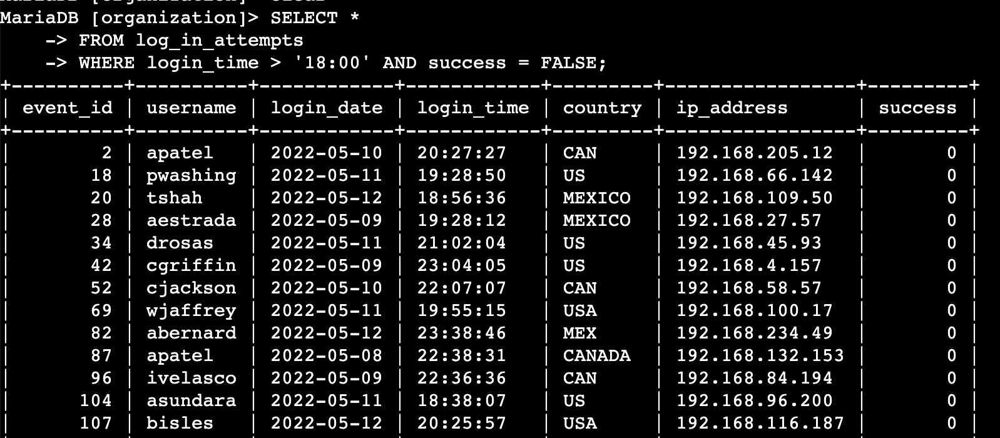 MariaDB [organization]> clear
MariaDB [organization]> SELECT *
    -> FROM log_in_attempts
    -> WHERE login_time > '18:00' AND success = FALSE;
+----------+----------+------------+------------+---------+-----------------+---------+
| event_id | username | login_date | login_time | country | ip_address      | success |
+----------+----------+------------+------------+---------+-----------------+---------+
|        2 | apatel   | 2022-05-10 | 20:27:27   | CAN     | 192.168.205.12  |       0 |
|       18 | pwashing | 2022-05-11 | 19:28:50   | US      | 192.168.66.142  |       0 |
|       20 | tshah    | 2022-05-12 | 18:56:36   | MEXICO  | 192.168.109.50  |       0 |
|       28 | aestrada | 2022-05-09 | 19:28:12   | MEXICO  | 192.168.27.57   |       0 |
|       34 | drosas   | 2022-05-11 | 21:02:04   | US      | 192.168.45.93   |       0 |
|       42 | cgriffin | 2022-05-09 | 23:04:05   | US      | 192.168.4.157   |       0 |
|       52 | cjackson | 2022-05-10 | 22:07:07   | CAN     | 192.168.58.57   |       0 |
|       69 | wjaffrey | 2022-05-11 | 19:55:15   | USA     | 192.168.100.17  |       0 |
|       82 | abernard | 2022-05-12 | 23:38:46   | MEX     | 192.168.234.49  |       0 |
|       87 | apatel   | 2022-05-08 | 22:38:31   | CANADA  | 192.168.132.153 |       0 |
|       96 | ivelasco | 2022-05-09 | 22:36:36   | CAN     | 192.168.84.194  |       0 |
|      104 | asundara | 2022-05-11 | 18:38:07   | US      | 192.168.96.200  |       0 |
|      107 | bisles   | 2022-05-12 | 20:25:57   | USA     | 192.168.116.187 |       0 |